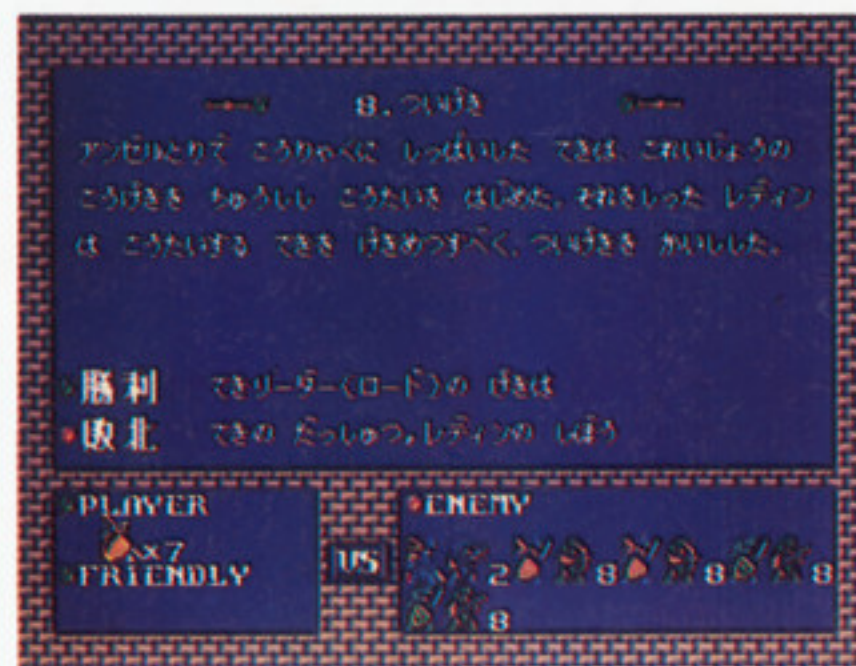 8.ついげき
アンゼルとりで こうりゃくに しっぱいした てきは、これいじょうの
こうげきを ちゅうしし こうたいを はじめた。それをしった レディン
は こうたいする てきを げきめつすべく、ついげきを かいしした。
勝利 てきリーダー(ロード)の げきは
敗北 てきの だっしゅつ,レディンの しぼう
PLAYER
×7
FRIENDLY
VS
ENEMY
2 8 8 8
8